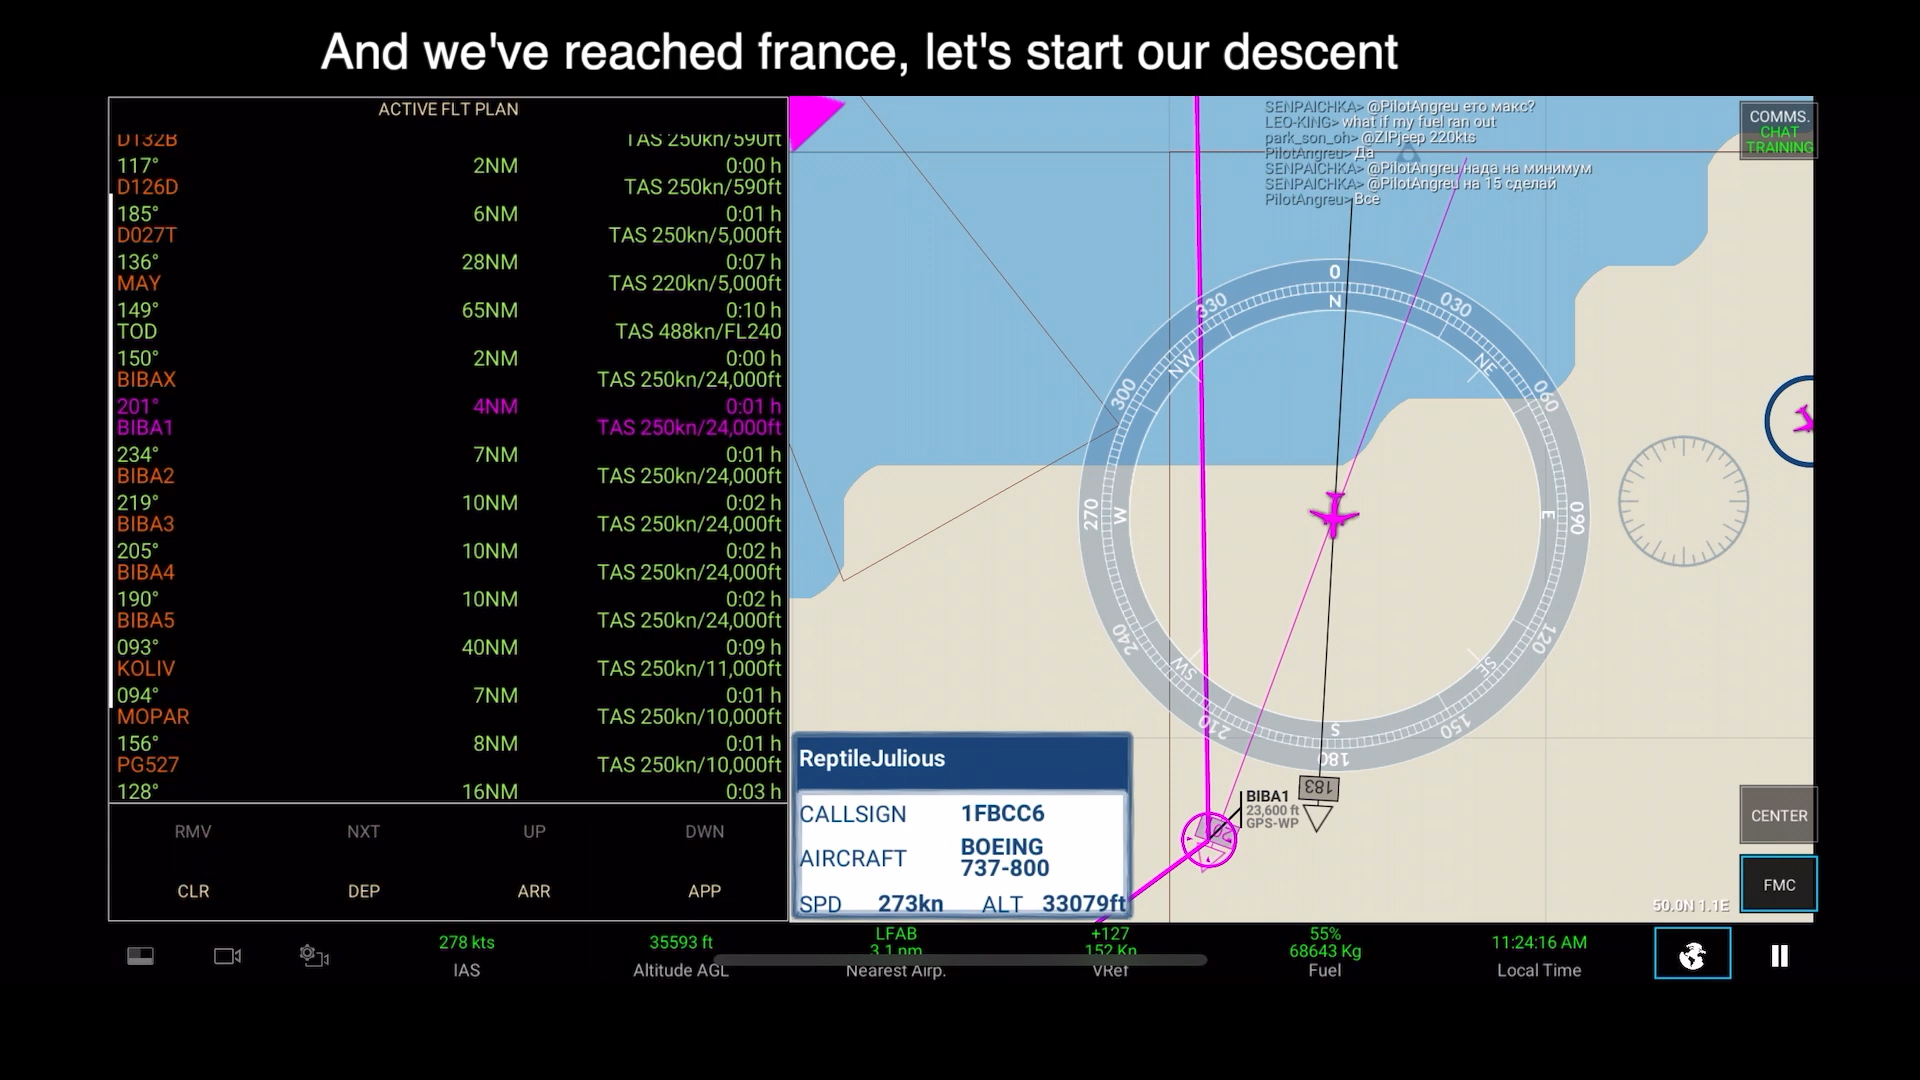 And we've reached france, let's start our descent
ACTIVE FLT PLAN
D132B TAS 250kn/590ft
117° 2NM 0:00 h
D126D TAS 250kn/590ft
185° 6NM 0:01 h
D027T TAS 250kn/5,000ft
136° 28NM 0:07 h
MAY TAS 220kn/5,000ft
149° 65NM 0:10 h
TOD TAS 488kn/FL240
150° 2NM 0:00 h
BIBAX TAS 250kn/24,000ft
201° 4NM 0:01 h
BIBA1 TAS 250kn/24,000ft
234° 7NM 0:01 h
BIBA2 TAS 250kn/24,000ft
219° 10NM 0:02 h
BIBA3 TAS 250kn/24,000ft
205° 10NM 0:02 h
BIBA4 TAS 250kn/24,000ft
190° 10NM 0:02 h
BIBA5 TAS 250kn/24,000ft
093° 40NM 0:09 h
KOLIV TAS 250kn/11,000ft
094° 7NM 0:01 h
MOPAR TAS 250kn/10,000ft
156° 8NM 0:01 h
PG527 TAS 250kn/10,000ft
128° 16NM 0:03 h
RMV NXT UP DWN
CLR DEP ARR APP
SENPAICHKA> @PilotAngreu ето макс?
LEO-KING> what if my fuel ran out
park_son_oh> @ZIPjeep 220kts
PilotAngreu> Да
SENPAICHKA> @PilotAngreu нада на минимум
SENPAICHKA> @PilotAngreu на 15 сделай
PilotAngreu> Все
COMMS.
CHAT
TRAINING
0
N
030
NE
060
E
090
120
SE
150
S
180
210
SW
240
W
270
300
NW
330
183
BIBA1
23,600 ft
GPS-WP
ReptileJulious
CALLSIGN 1FBCC6
AIRCRAFT BOEING
737-800
SPD 273kn ALT 33079ft
CENTER
FMC
50.0N 1.1E
278 kts
IAS
35593 ft
Altitude AGL
LFAB
3.1 nm
Nearest Airp.
+127
152 Kn
VRef
55%
68643 Kg
Fuel
11:24:16 AM
Local Time